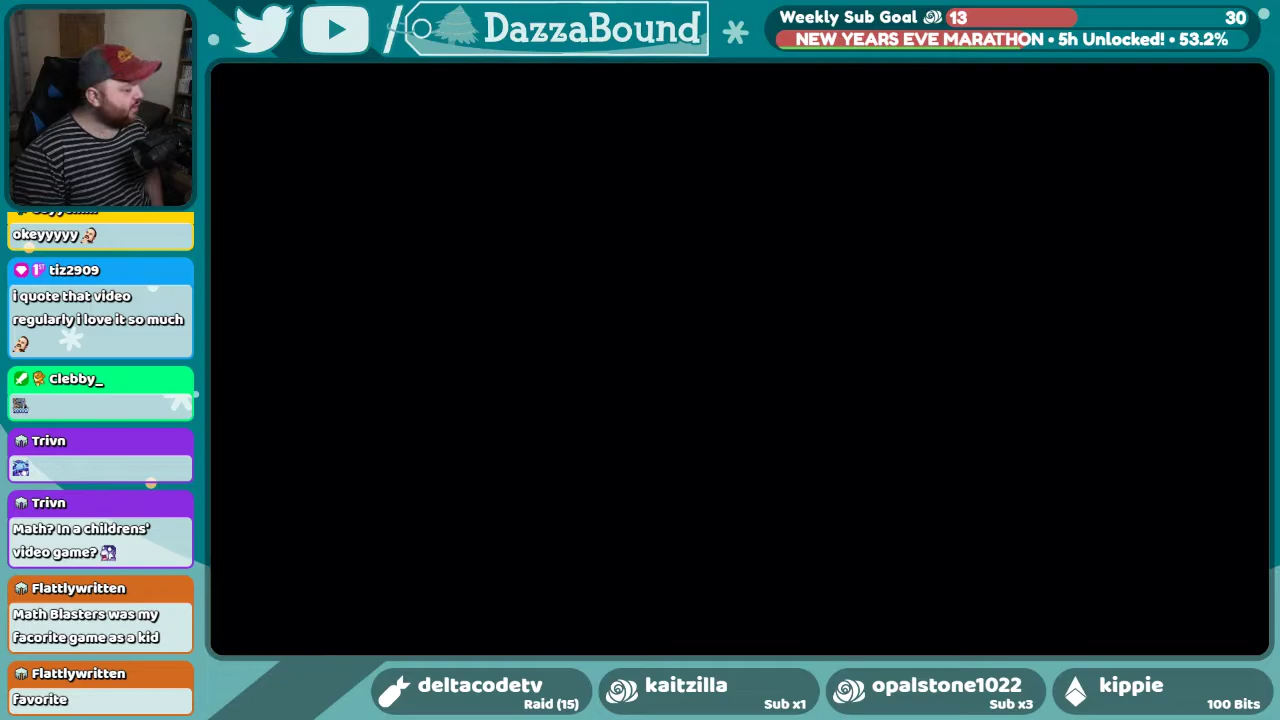 DazzaBound
Weekly Sub Goal 13 30
NEW YEARS EVE MARATHON • 5h Unlocked! • 53.2%
okeyyyyy
1ST tiz2909
i quote that video
regularly i love it so much
Clebby_
Trivn
Trivn
Math? In a childrens'
video game?
Flattlywritten
Math Blasters was my
facorite game as a kid
Flattlywritten
favorite
deltacodetv
Raid (15)
kaitzilla
Sub x1
opalstone1022
Sub x3
kippie
100 Bits